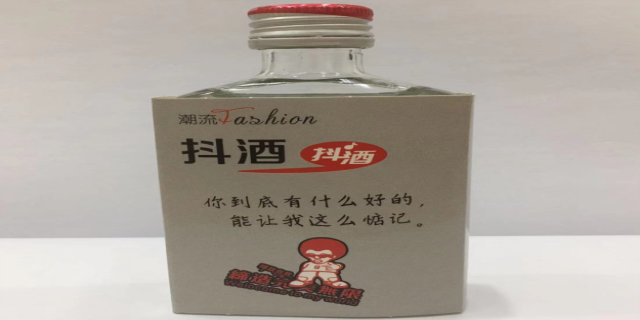 潮流Fashion
抖酒 抖酒
你到底有什么好的，
能让我这么惦记。